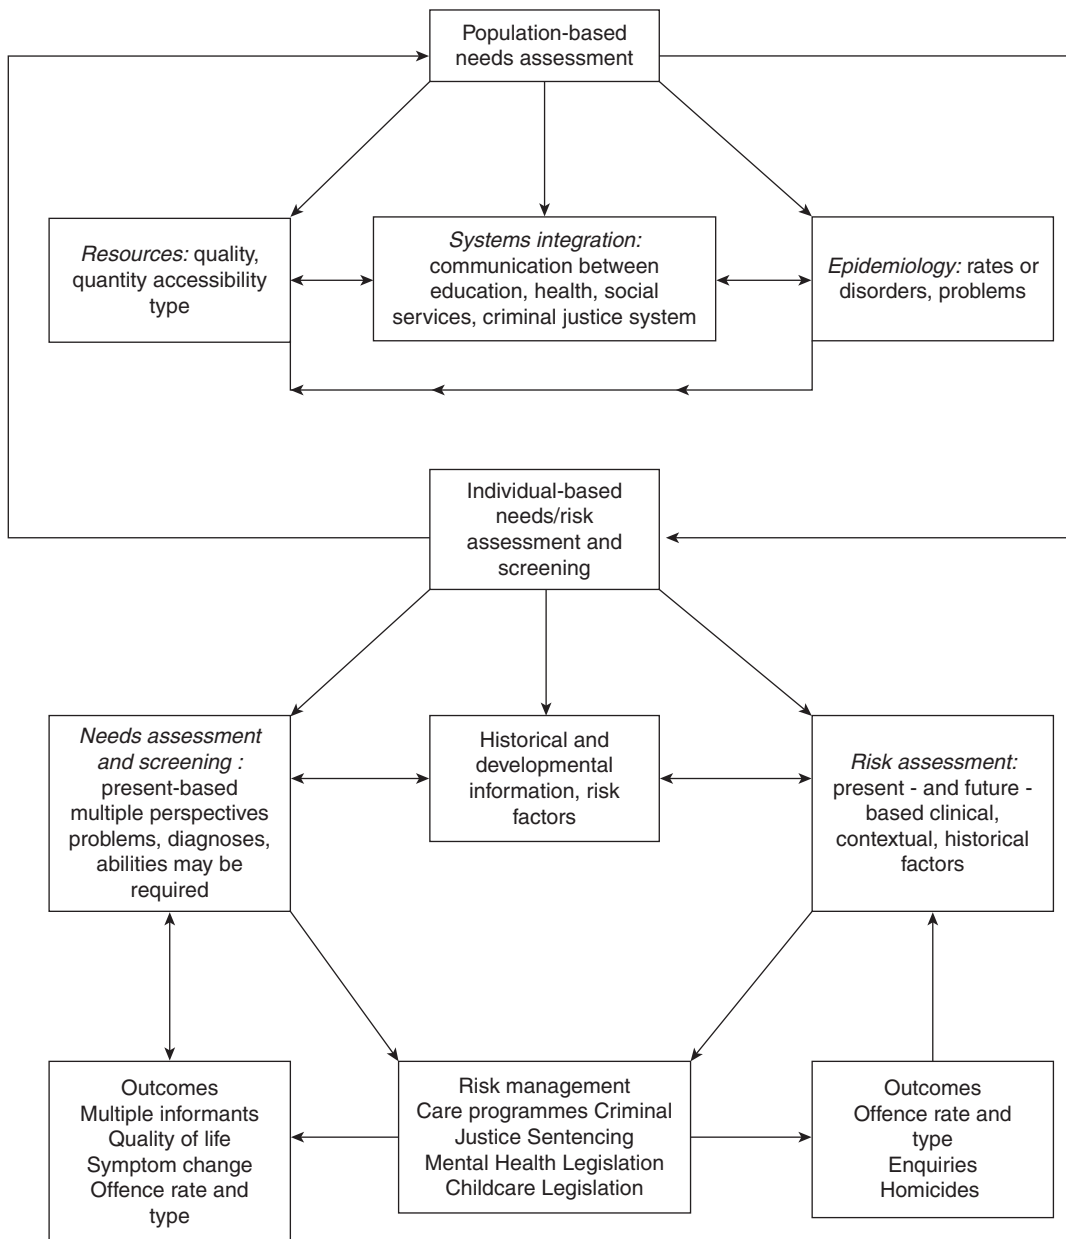 Population-based
needs assessment
Resources: quality,
quantity accessibility
type
Systems integration:
communication between
education, health, social
services, criminal justice system
Epidemiology: rates or
disorders, problems
Individual-based
needs/risk
assessment and
screening
Needs assessment
and screening :
present-based
multiple perspectives
problems, diagnoses,
abilities may be
required
Historical and
developmental
information, risk
factors
Risk assessment:
present - and future -
based clinical,
contextual, historical
factors
Outcomes
Multiple informants
Quality of life
Symptom change
Offence rate and
type
Risk management
Care programmes Criminal
Justice Sentencing
Mental Health Legislation
Childcare Legislation
Outcomes
Offence rate and
type
Enquiries
Homicides